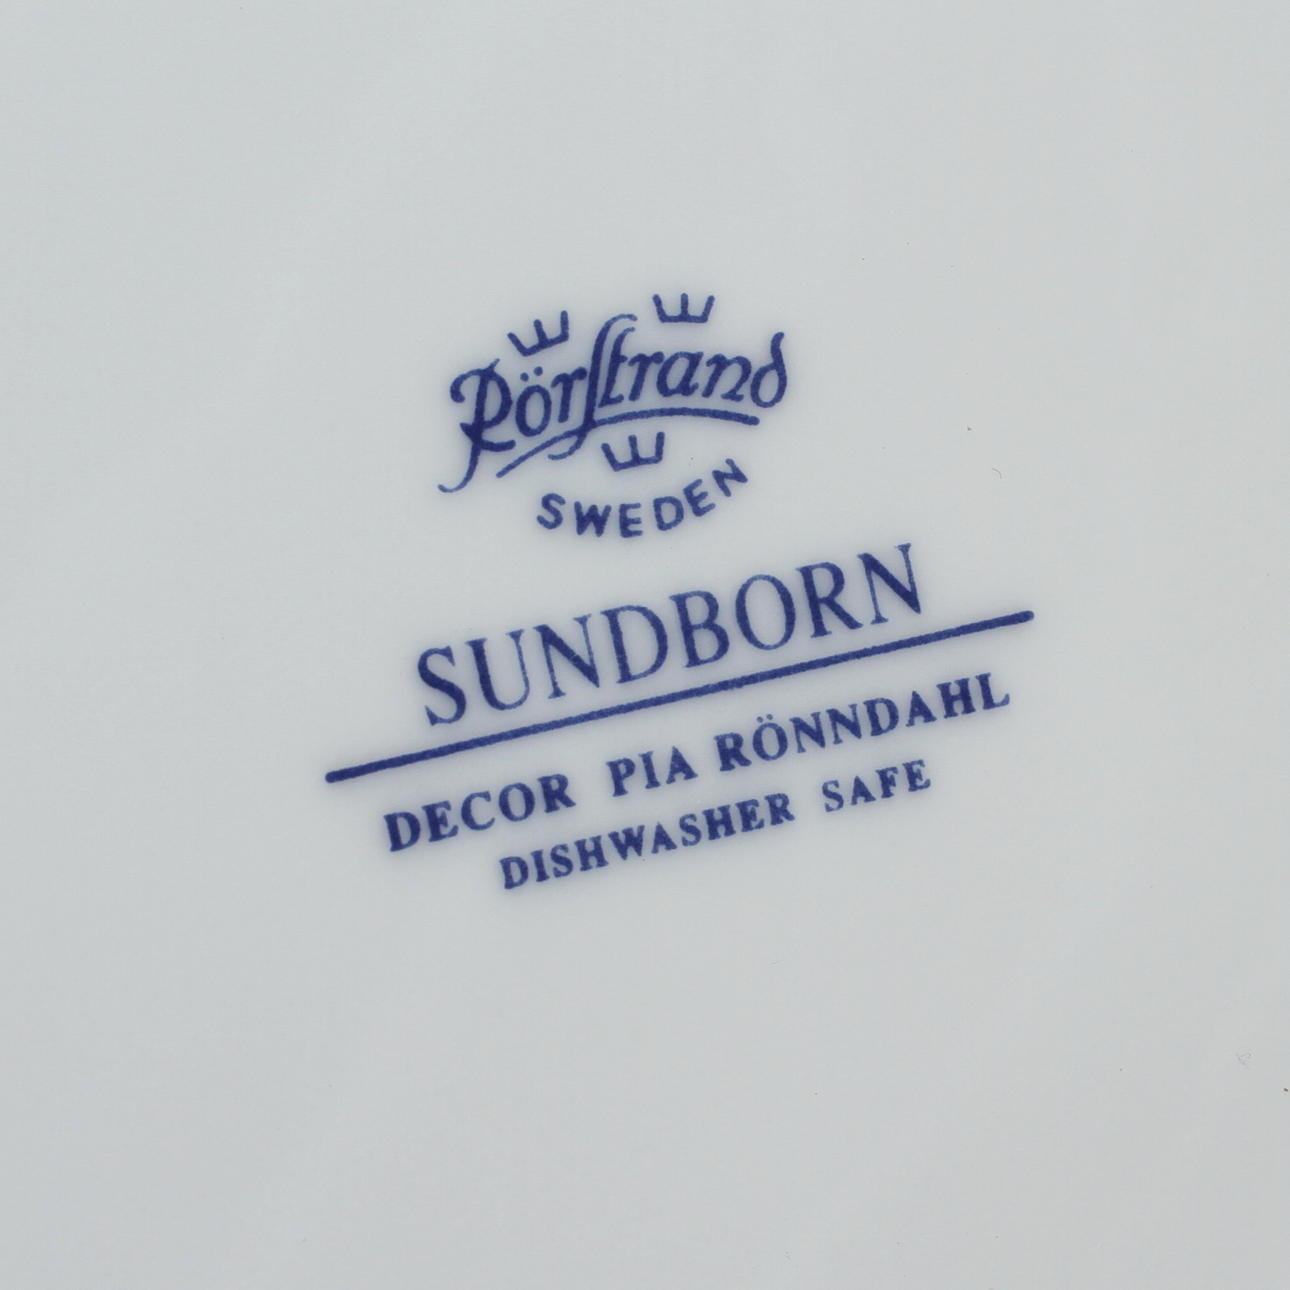 Rörstrand
SWEDEN
SUNDBORN
DECOR PIA RÖNNDAHL
DISHWASHER SAFE